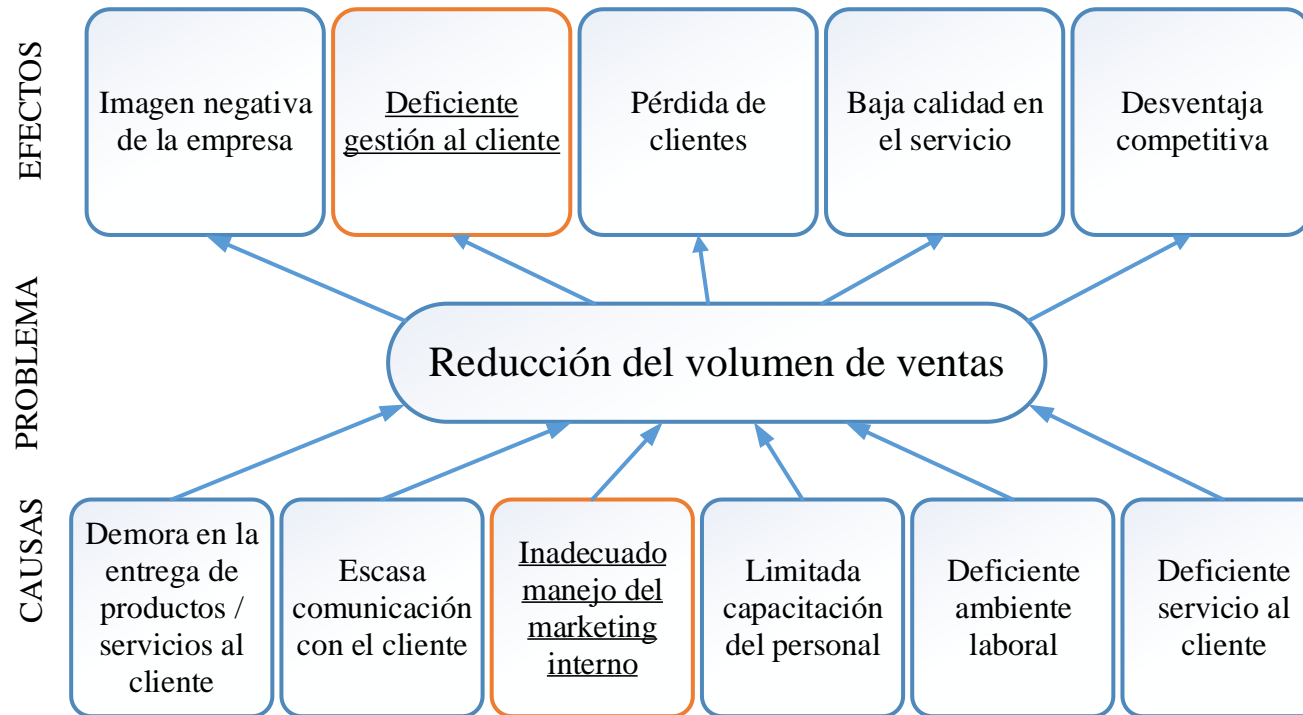 EFECTOS
Imagen negativa
de la empresa
Deficiente
gestión al cliente
Pérdida de
clientes
Baja calidad en
el servicio
Desventaja
competitiva
PROBLEMA
Reducción del volumen de ventas
CAUSAS
Demora en la
entrega de
productos /
servicios al
cliente
Escasa
comunicación
con el cliente
Inadecuado
manejo del
marketing
interno
Limitada
capacitación
del personal
Deficiente
ambiente
laboral
Deficiente
servicio al
cliente